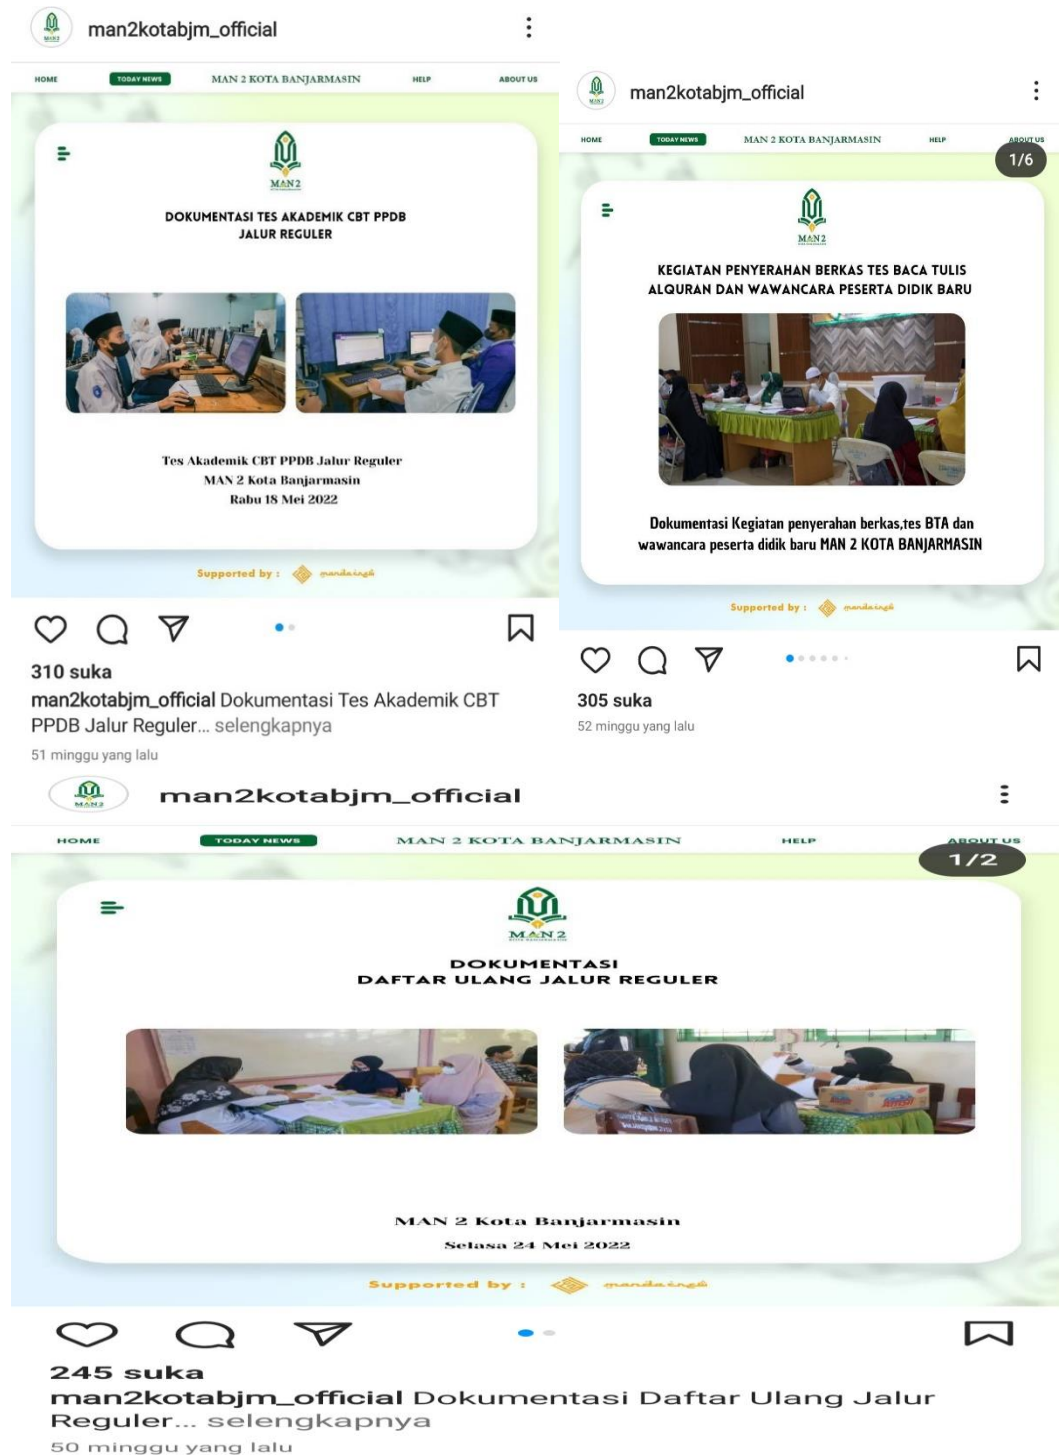 man2kotabjm_official
HOME TODAY NEWS MAN 2 KOTA BANJARMASIN HELP ABOUT US
MAN 2
DOKUMENTASI TES AKADEMIK CBT PPDB
JALUR REGULER
Tes Akademik CBT PPDB Jalur Reguler
MAN 2 Kota Banjarmasin
Rabu 18 Mei 2022
Supported by :
310 suka
man2kotabjm_official Dokumentasi Tes Akademik CBT
PPDB Jalur Reguler... selengkapnya
51 minggu yang lalu
man2kotabjm_official
HOME TODAY NEWS MAN 2 KOTA BANJARMASIN HELP ABOUT US
1/6
MAN 2
KEGIATAN PENYERAHAN BERKAS TES BACA TULIS
ALQURAN DAN WAWANCARA PESERTA DIDIK BARU
Dokumentasi Kegiatan penyerahan berkas,tes BTA dan
wawancara peserta didik baru MAN 2 KOTA BANJARMASIN
Supported by :
305 suka
52 minggu yang lalu
MAN 2
man2kotabjm_official
HOME TODAY NEWS MAN 2 KOTA BANJARMASIN HELP ABOUT US
1/2
MAN 2
DOKUMENTASI
DAFTAR ULANG JALUR REGULER
MAN 2 Kota Banjarmasin
Selasa 24 Mei 2022
Supported by :
245 suka
man2kotabjm_official Dokumentasi Daftar Ulang Jalur
Reguler... selengkapnya
50 minggu yang lalu